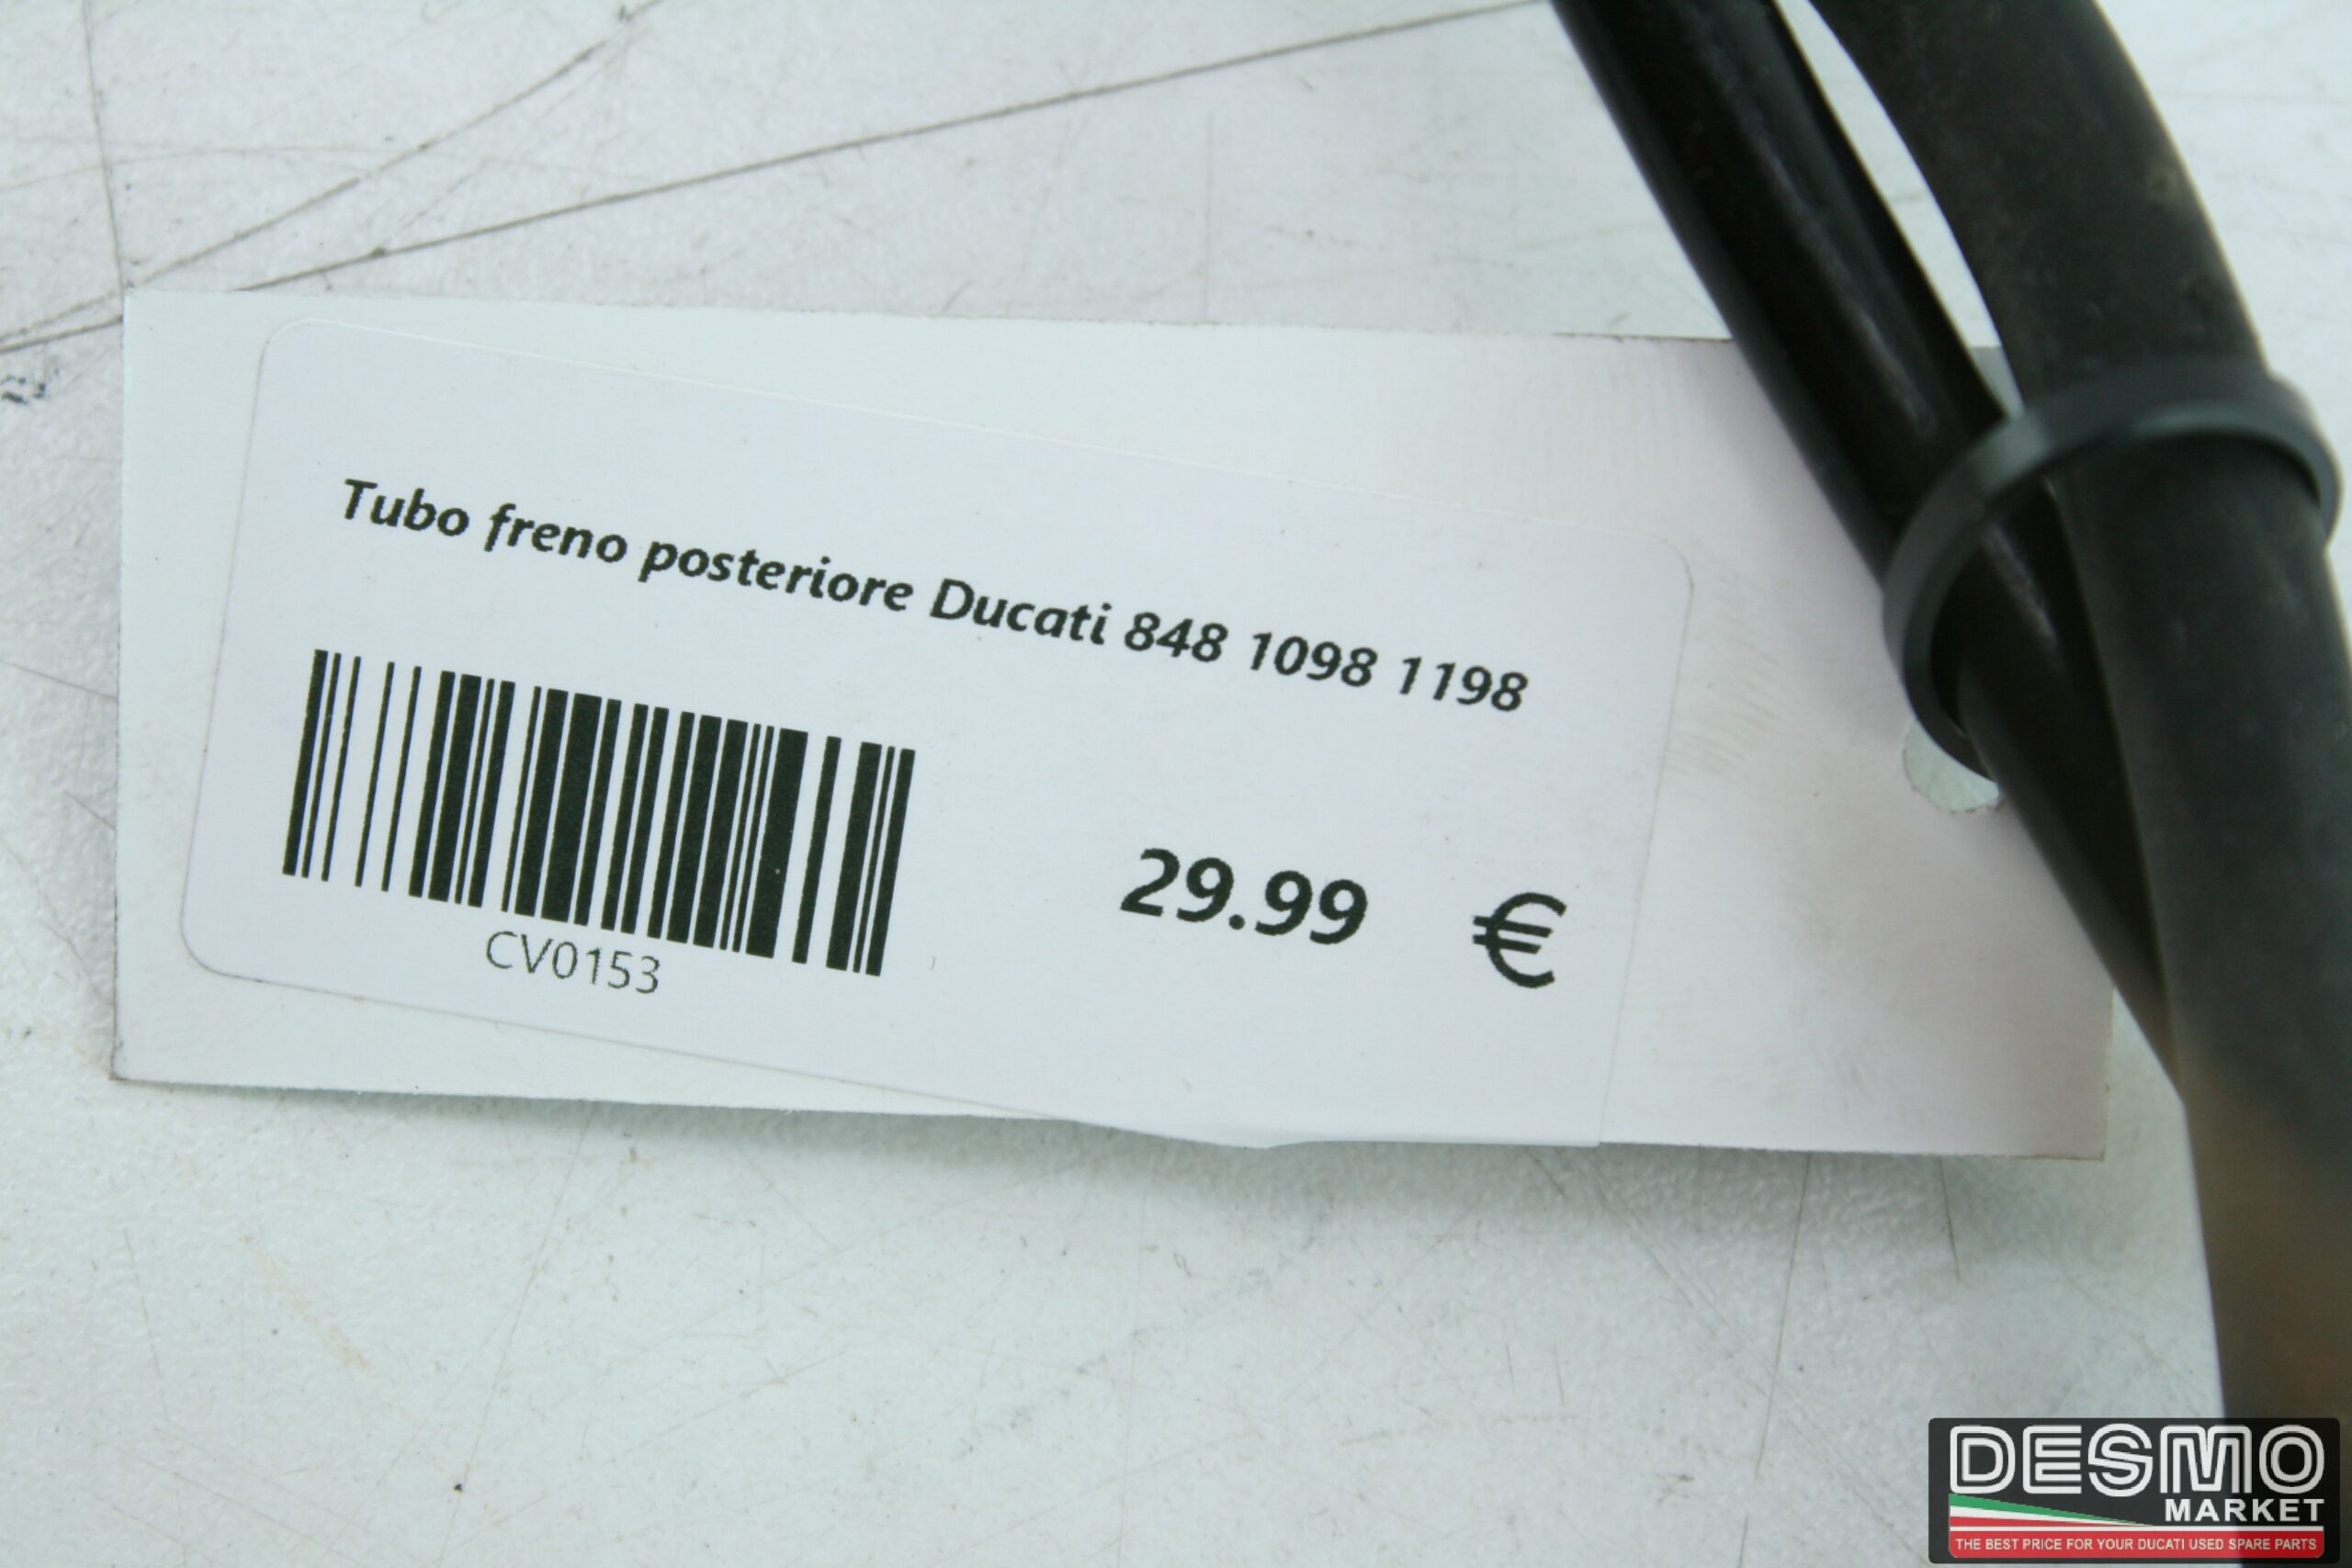 Tubo freno posteriore Ducati 848 1098 1198
CV0153
29.99 €
DESMO
MARKET
THE BEST PRICE FOR YOUR DUCATI USED SPARE PARTS